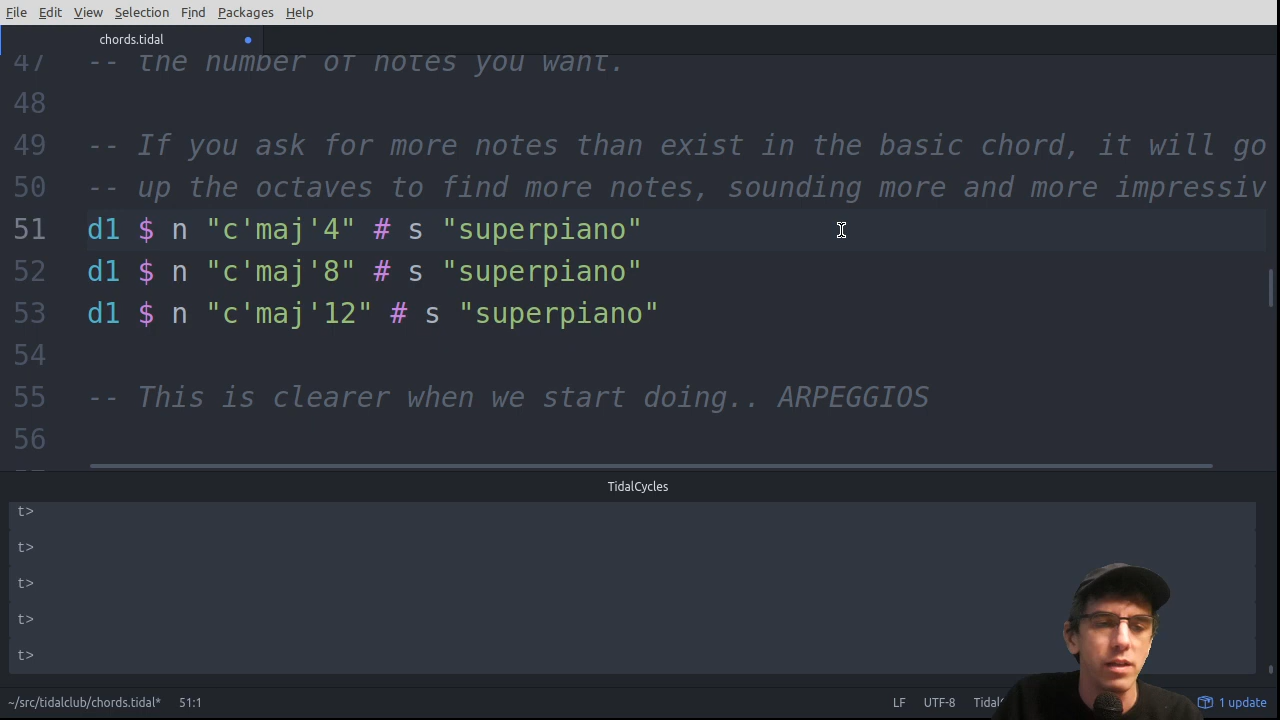 File Edit View Selection Find Packages Help
chords.tidal
47 -- the number of notes you want.
48
49 -- If you ask for more notes than exist in the basic chord, it will go
50 -- up the octaves to find more notes, sounding more and more impressiv
51 d1 $ n "c'maj'4" # s "superpiano"
52 d1 $ n "c'maj'8" # s "superpiano"
53 d1 $ n "c'maj'12" # s "superpiano"
54
55 -- This is clearer when we start doing.. ARPEGGIOS
56
TidalCycles
t>
t>
t>
t>
t>
~/src/tidalclub/chords.tidal* 51:1 LF UTF-8 Tidal 1 update